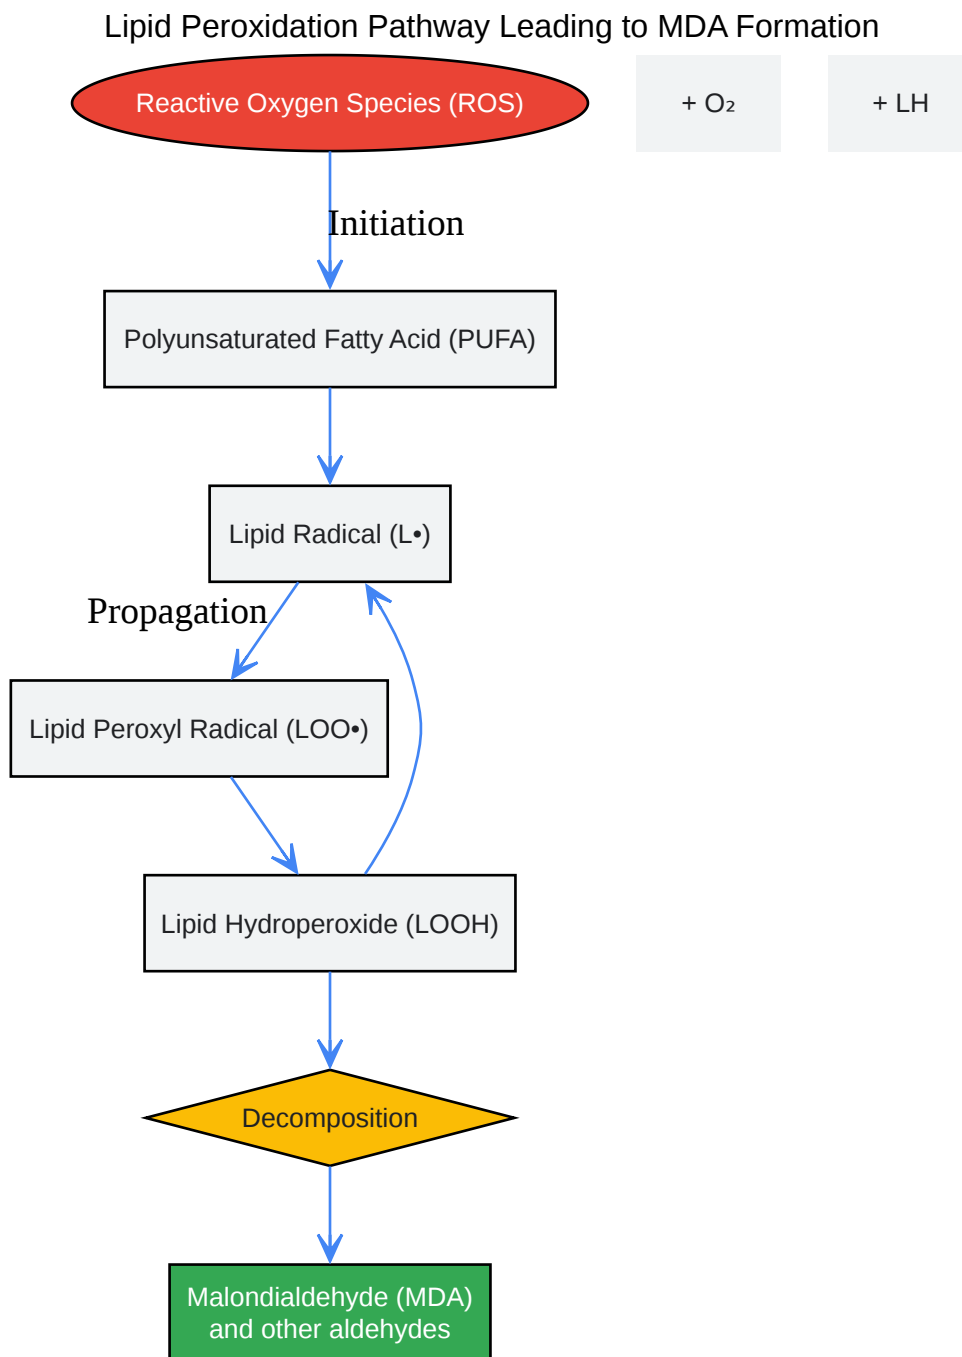 Lipid Peroxidation Pathway Leading to MDA Formation
Reactive Oxygen Species (ROS)
+ O₂
+ LH
Initiation
Polyunsaturated Fatty Acid (PUFA)
Lipid Radical (L•)
Propagation
Lipid Peroxyl Radical (LOO•)
Lipid Hydroperoxide (LOOH)
Decomposition
Malondialdehyde (MDA)
and other aldehydes